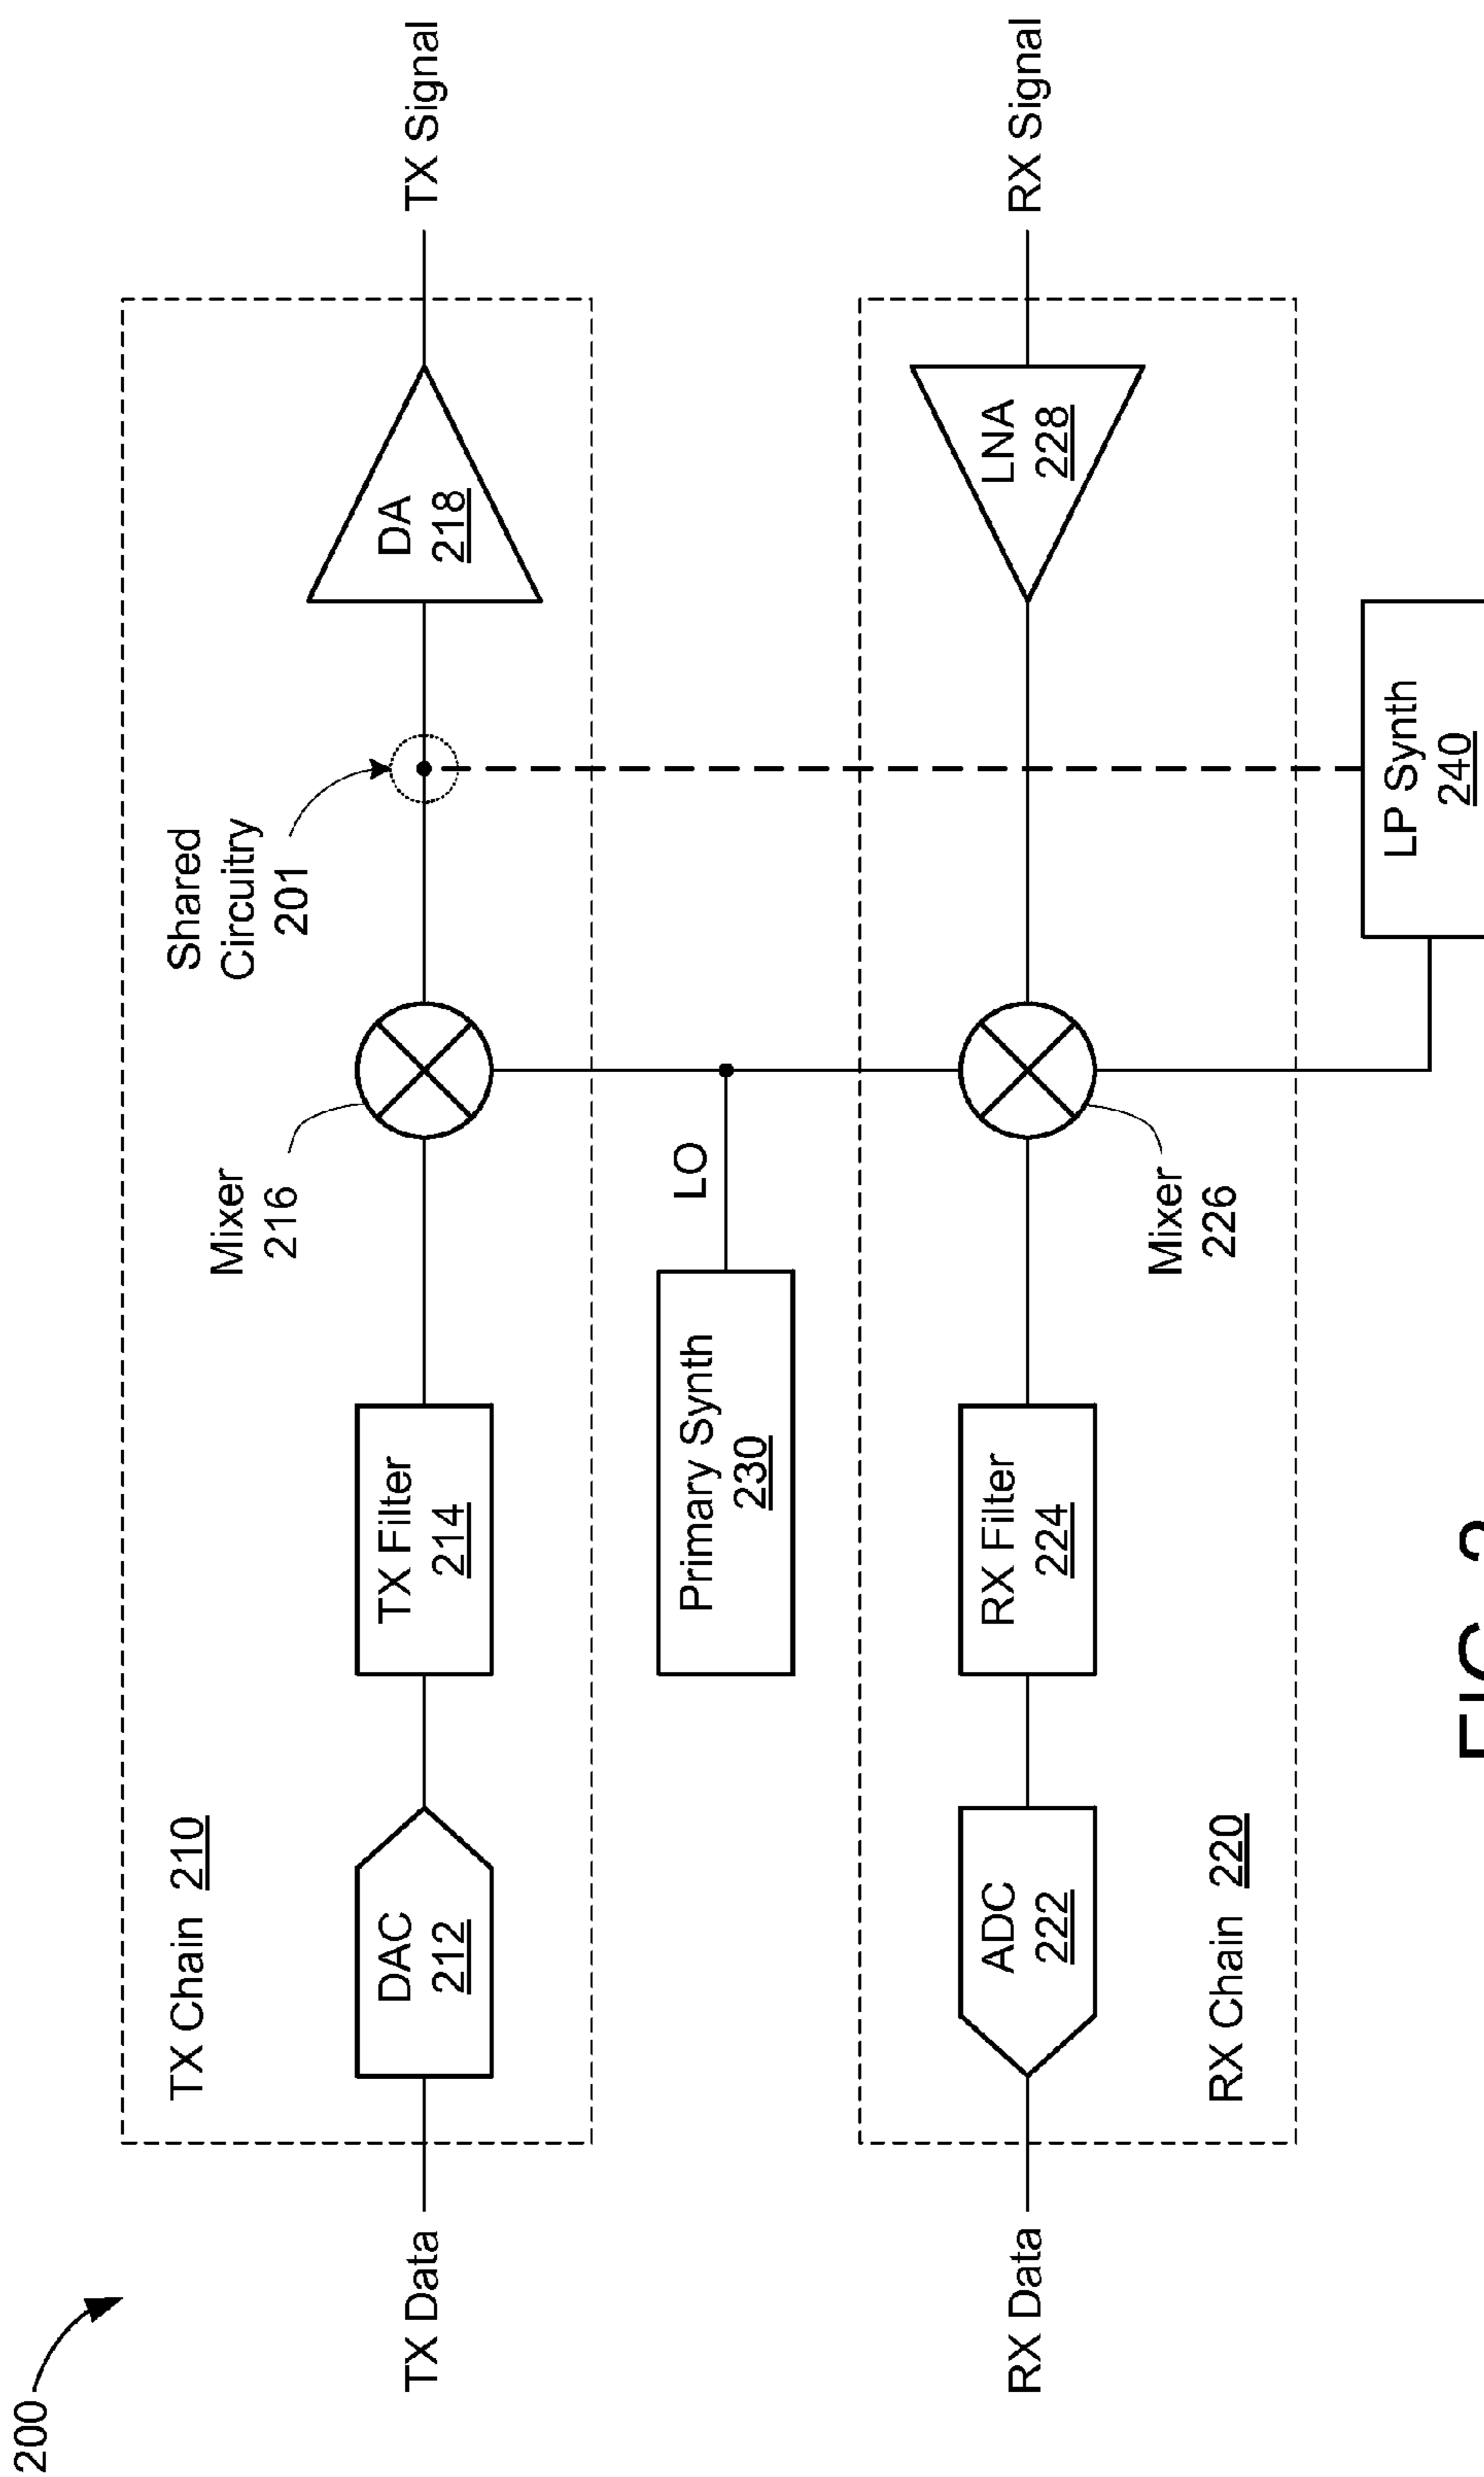 200
TX Chain 210
TX Data
DAC
212
TX Filter
214
Mixer
216
Shared
Circuitry
201
DA
218
TX Signal
Primary Synth
230
LO
RX Data
ADC
222
RX Filter
224
Mixer
226
LNA
228
RX Signal
RX Chain 220
LP Synth
240